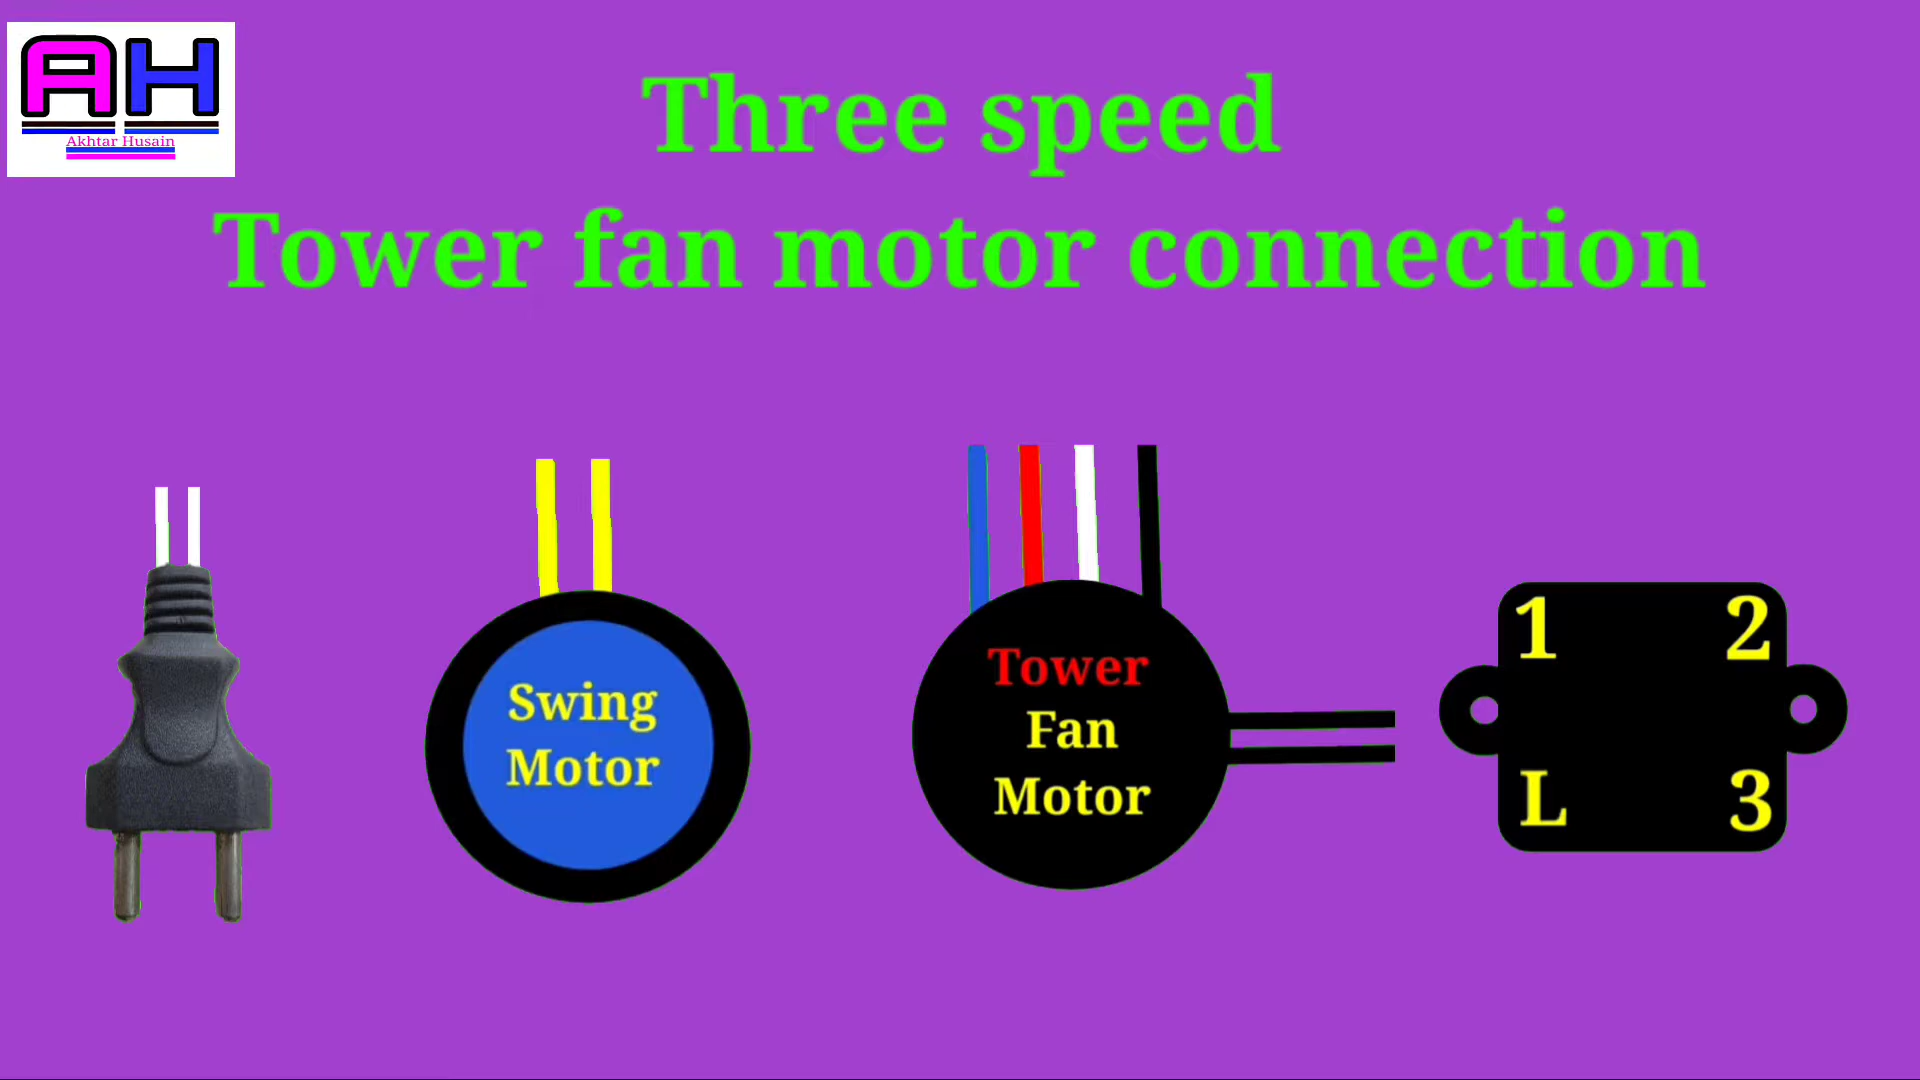 AH
Akhtar Husain
Three speed
Tower fan motor connection
Swing
Motor
Tower
Fan
Motor
1 2
L 3